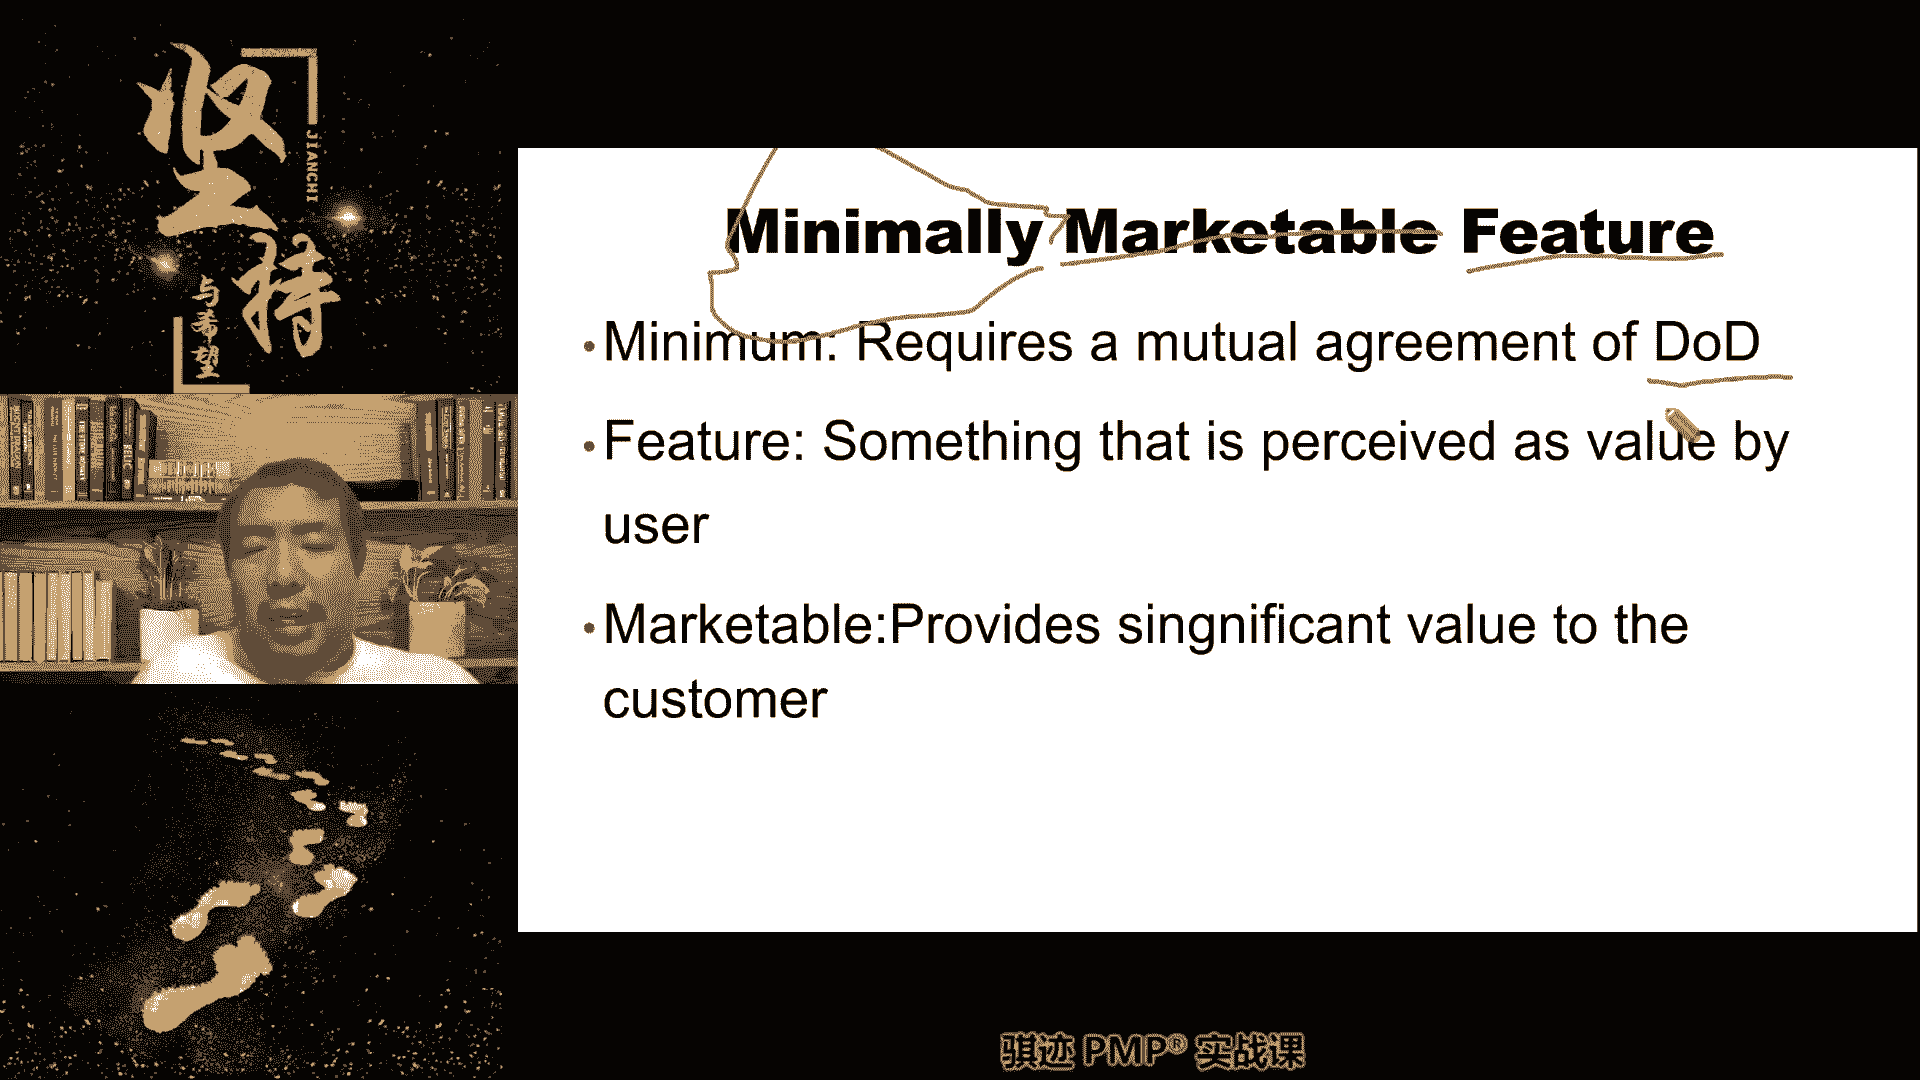 坚持
JIANCHI
与希望
Minimally Marketable Feature
•Minimum: Requires a mutual agreement of DoD
•Feature: Something that is perceived as value by
user
•Marketable:Provides singnificant value to the
customer
骐迹 PMP® 实战课